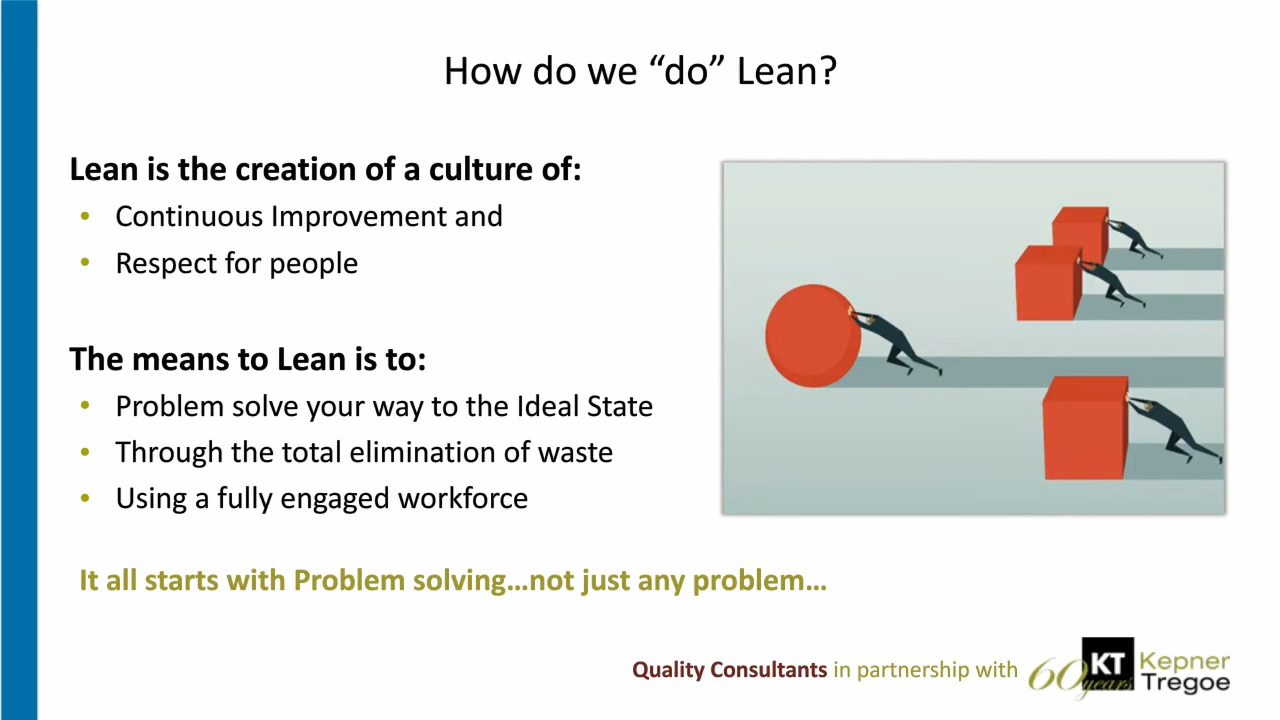 How do we “do” Lean?
Lean is the creation of a culture of:
• Continuous Improvement and
• Respect for people
The means to Lean is to:
• Problem solve your way to the Ideal State
• Through the total elimination of waste
• Using a fully engaged workforce
It all starts with Problem solving…not just any problem…
Quality Consultants in partnership with
60 years
KT
Kepner
Tregoe